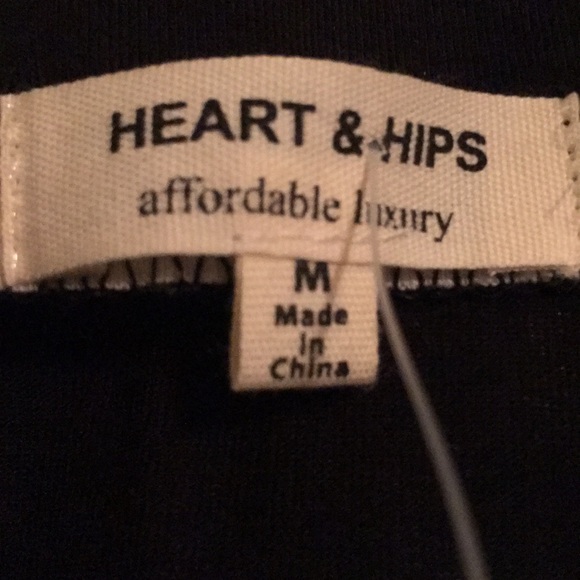 HEART & HIPS
affordable luxury
M
Made
In
China